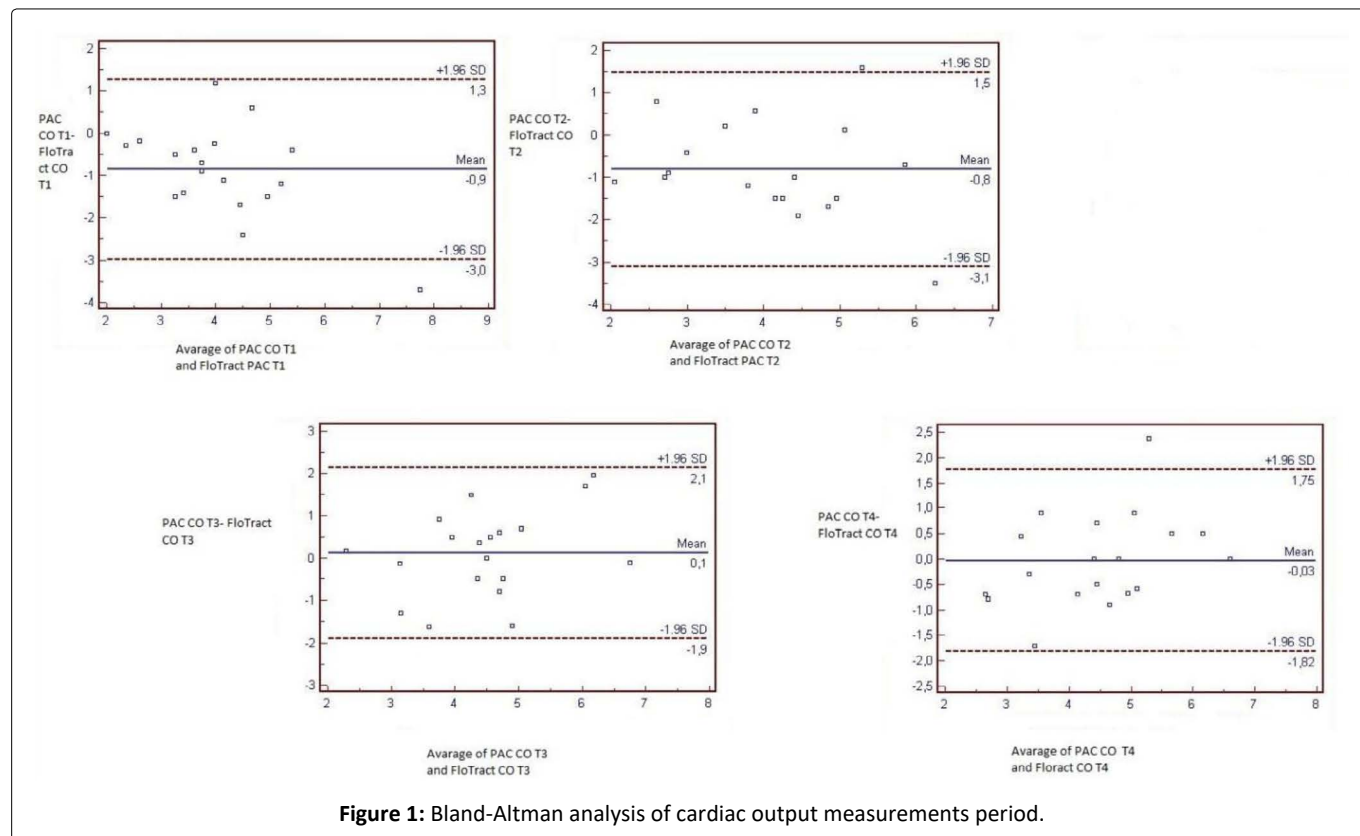 2
1
0
-1
-2
-3
-4
PAC
CO T1-
FloTra
ct CO
T1
+1.96 SD
1,3
Mean
-0,9
-1.96 SD
-3,0
2 3 4 5 6 7 8 9
Avarage of PAC CO T1
and FloTract PAC T1
2
1
0
-1
-2
-3
-4
PAC CO T2-
FloTract CO
T2
+1.96 SD
1,5
Mean
-0,8
-1.96 SD
-3,1
2 3 4 5 6 7
Avarage of PAC CO T2
and FloTract PAC T2
3
2
1
0
-1
-2
-3
PAC CO T3- FloTract
CO T3
+1.96 SD
2,1
Mean
0,1
-1.96 SD
-1,9
2 3 4 5 6 7 8
Avarage of PAC CO T3
and FloTract CO T3
2,5
2,0
1,5
1,0
0,5
0,0
-0,5
-1,0
-1,5
-2,0
-2,5
PAC CO T4-
FloTract CO T4
+1.96 SD
1,75
Mean
-0,03
-1.96 SD
-1,82
2 3 4 5 6 7 8
Avarage of PAC CO T4
and Floract CO T4
Figure 1: Bland-Altman analysis of cardiac output measurements period.